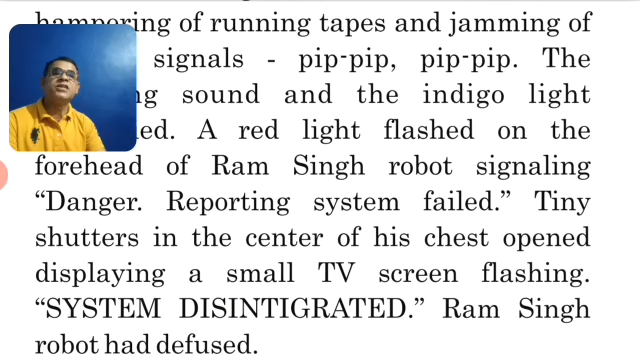 hampering of running tapes and jamming of
signals - pip-pip, pip-pip. The
sound and the indigo light
A red light flashed on the
forehead of Ram Singh robot signaling
“Danger. Reporting system failed.” Tiny
shutters in the center of his chest opened
displaying a small TV screen flashing.
“SYSTEM DISINTIGRATED.” Ram Singh
robot had defused.